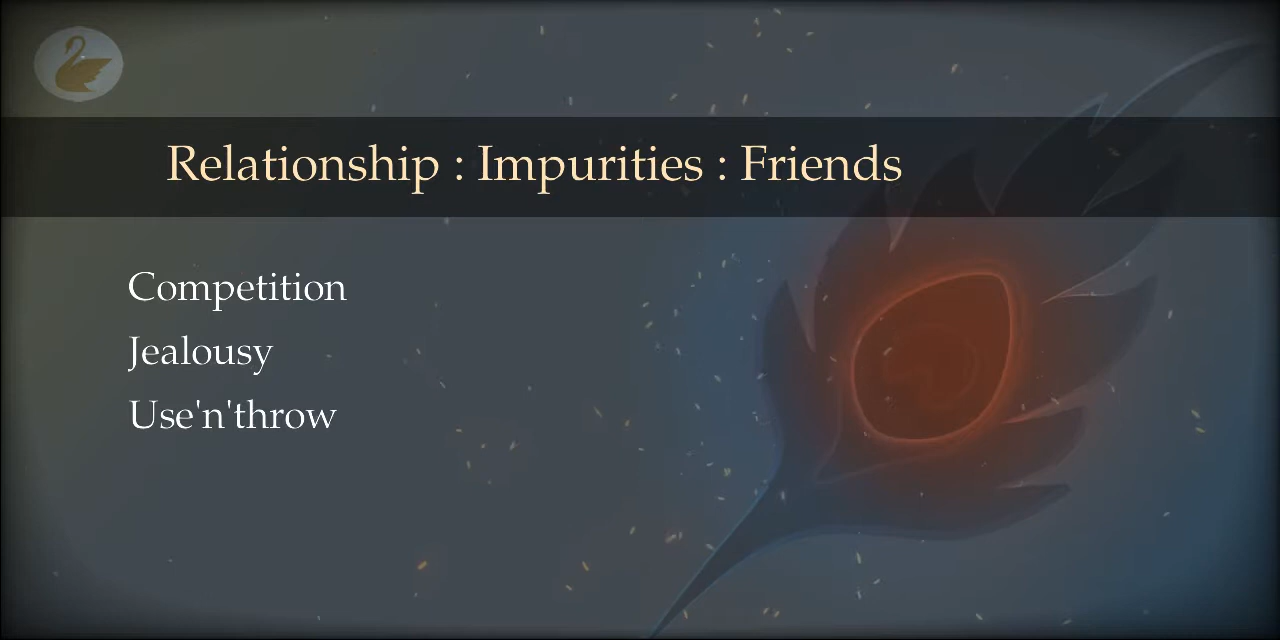 Relationship : Impurities : Friends
Competition
Jealousy
Use'n'throw